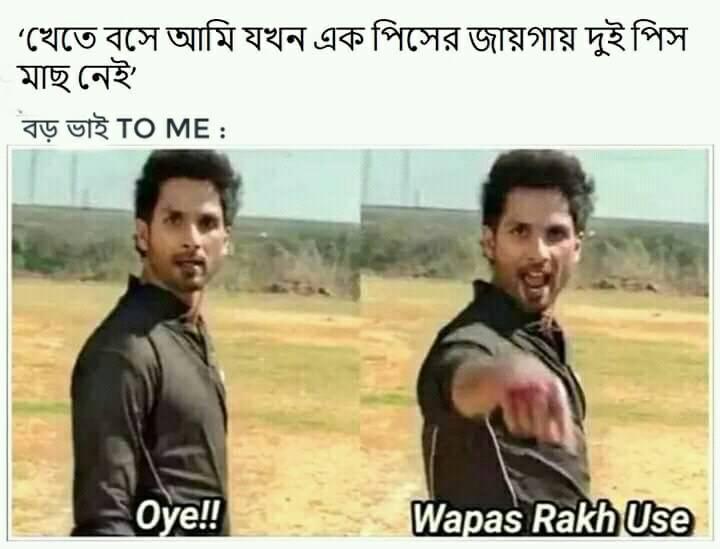 ‘খেতে বসে আমি যখন এক পিসের জায়গায় দুই পিস
মাছ নেই’
বড় ভাই TO ME :
Oye!!
Wapas Rakh Use